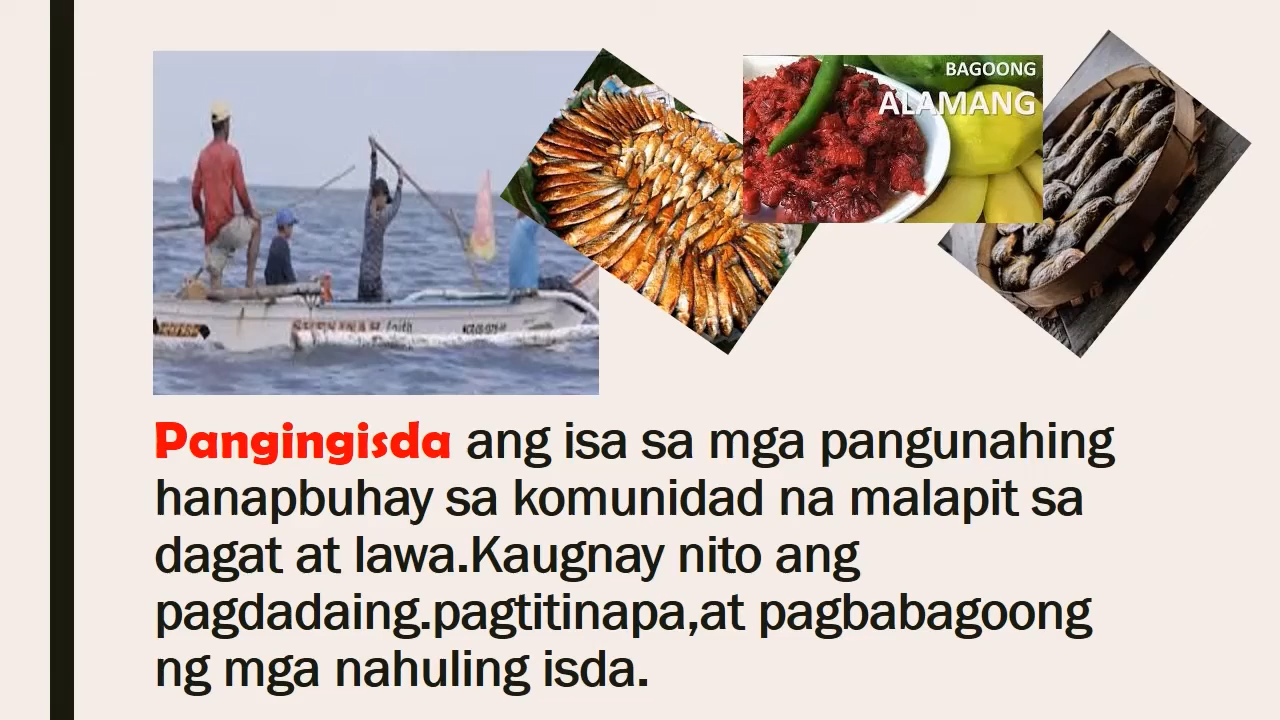 BAGOONG
ALAMANG
Pangingisda ang isa sa mga pangunahing
hanapbuhay sa komunidad na malapit sa
dagat at lawa.Kaugnay nito ang
pagdadaing.pagtitinapa,at pagbabagoong
ng mga nahuling isda.